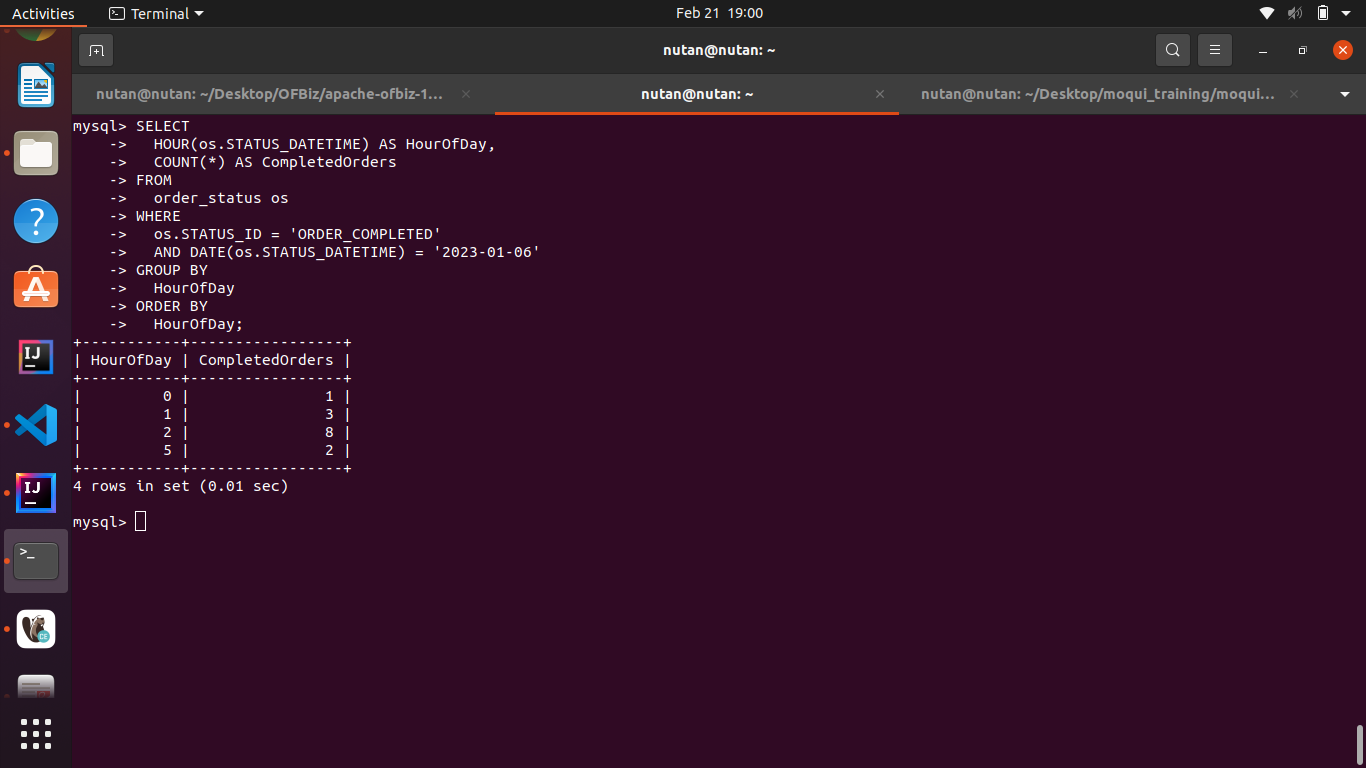 Activities Terminal Feb 21 19:00
nutan@nutan: ~
nutan@nutan: ~/Desktop/OFBiz/apache-ofbiz-1... nutan@nutan: ~ nutan@nutan: ~/Desktop/moqui_training/moqui...
mysql> SELECT
    ->   HOUR(os.STATUS_DATETIME) AS HourOfDay,
    ->   COUNT(*) AS CompletedOrders
    -> FROM
    ->   order_status os
    -> WHERE
    ->   os.STATUS_ID = 'ORDER_COMPLETED'
    ->   AND DATE(os.STATUS_DATETIME) = '2023-01-06'
    -> GROUP BY
    ->   HourOfDay
    -> ORDER BY
    ->   HourOfDay;
+-----------+-----------------+
| HourOfDay | CompletedOrders |
+-----------+-----------------+
|         0 |               1 |
|         1 |               3 |
|         2 |               8 |
|         5 |               2 |
+-----------+-----------------+
4 rows in set (0.01 sec)
mysql>
?
IJ
IJ
>_
CE